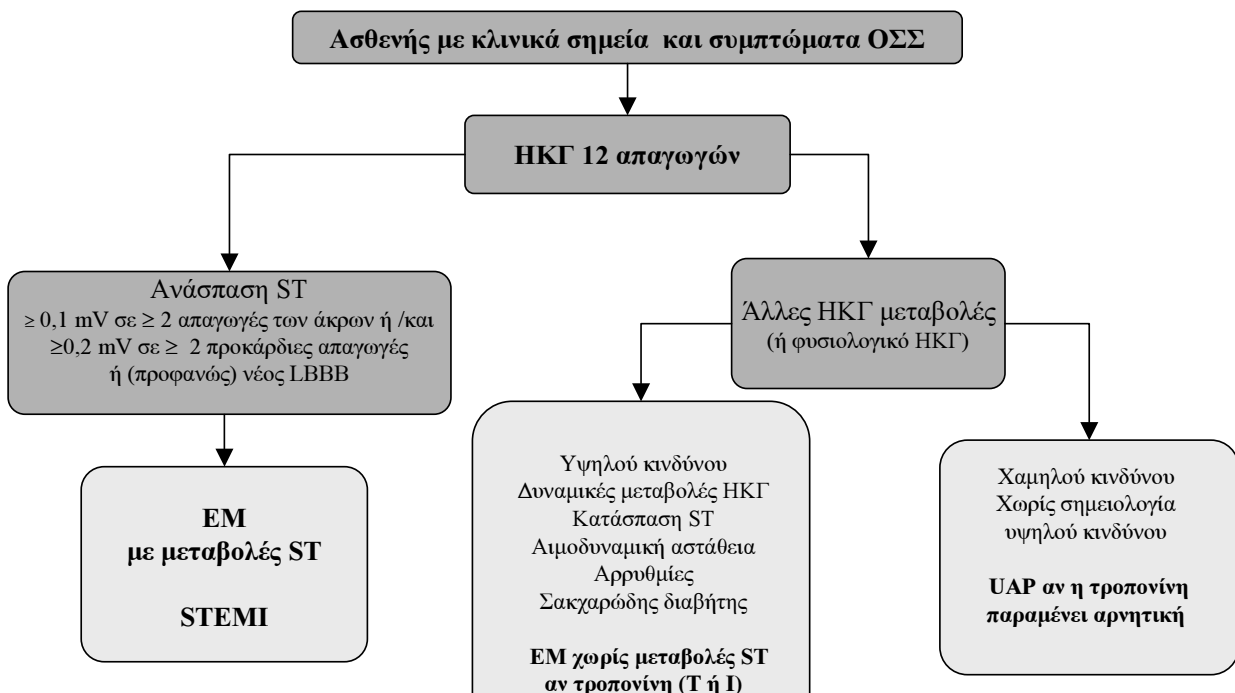 Ασθενής με κλινικά σημεία και συμπτώματα ΟΣΣ
ΗΚΓ 12 απαγωγών
Ανάσπαση ST
≥ 0,1 mV σε ≥ 2 απαγωγές των άκρων ή /και
≥0,2 mV σε ≥ 2 προκάρδιες απαγωγές
ή (προφανώς) νέος LBBB
Άλλες ΗΚΓ μεταβολές
(ή φυσιολογικό ΗΚΓ)
ΕΜ
με μεταβολές ST
STEMI
Υψηλού κινδύνου
Δυναμικές μεταβολές ΗΚΓ
Κατάσπαση ST
Αιμοδυναμική αστάθεια
Αρρυθμίες
Σακχαρώδης διαβήτης
ΕΜ χωρίς μεταβολές ST
αν τροπονίνη (Τ ή Ι)
Χαμηλού κινδύνου
Χωρίς σημειολογία
υψηλού κινδύνου
UAP αν η τροπονίνη
παραμένει αρνητική